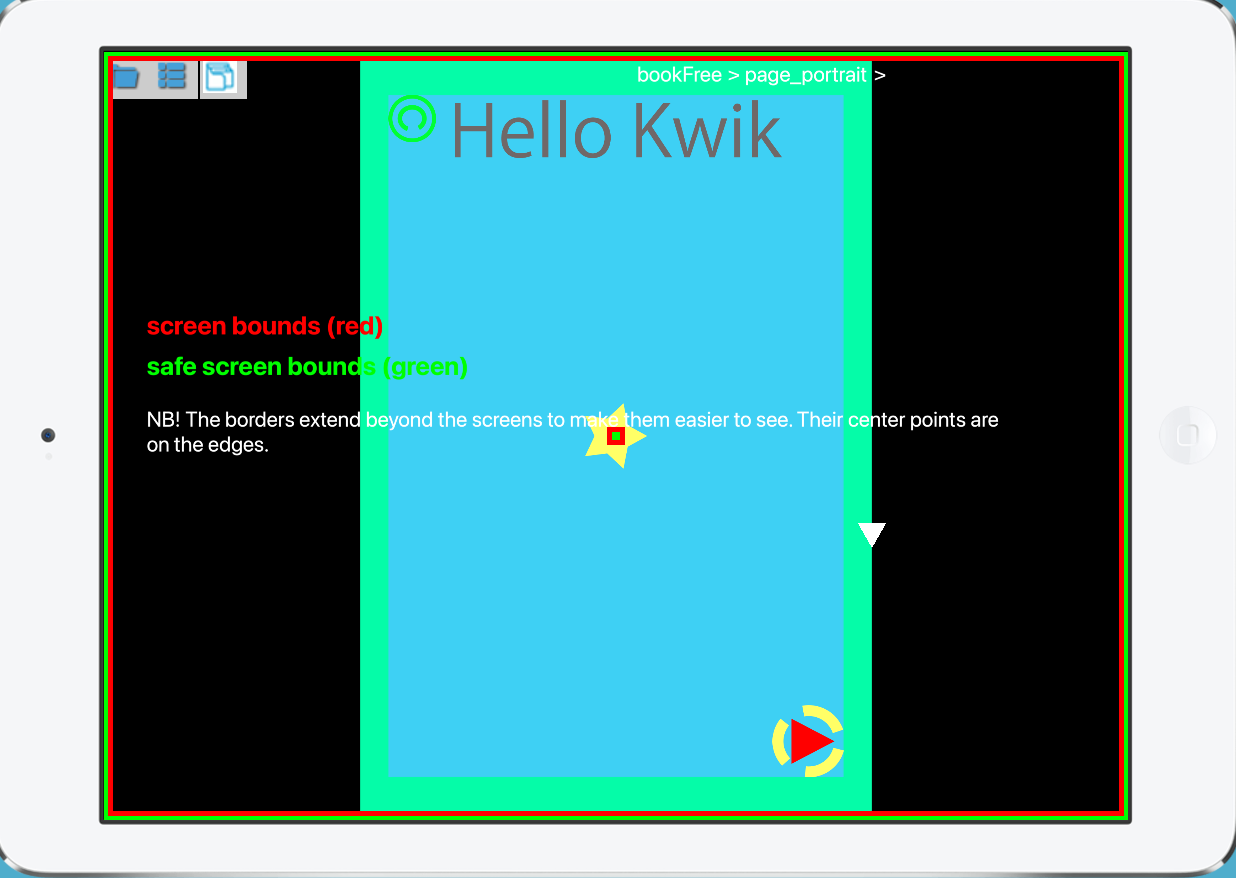 bookFree > page_portrait >
Hello Kwik
screen bounds (red)
safe screen bounds (green)
NB! The borders extend beyond the screens to make them easier to see. Their center points are
on the edges.